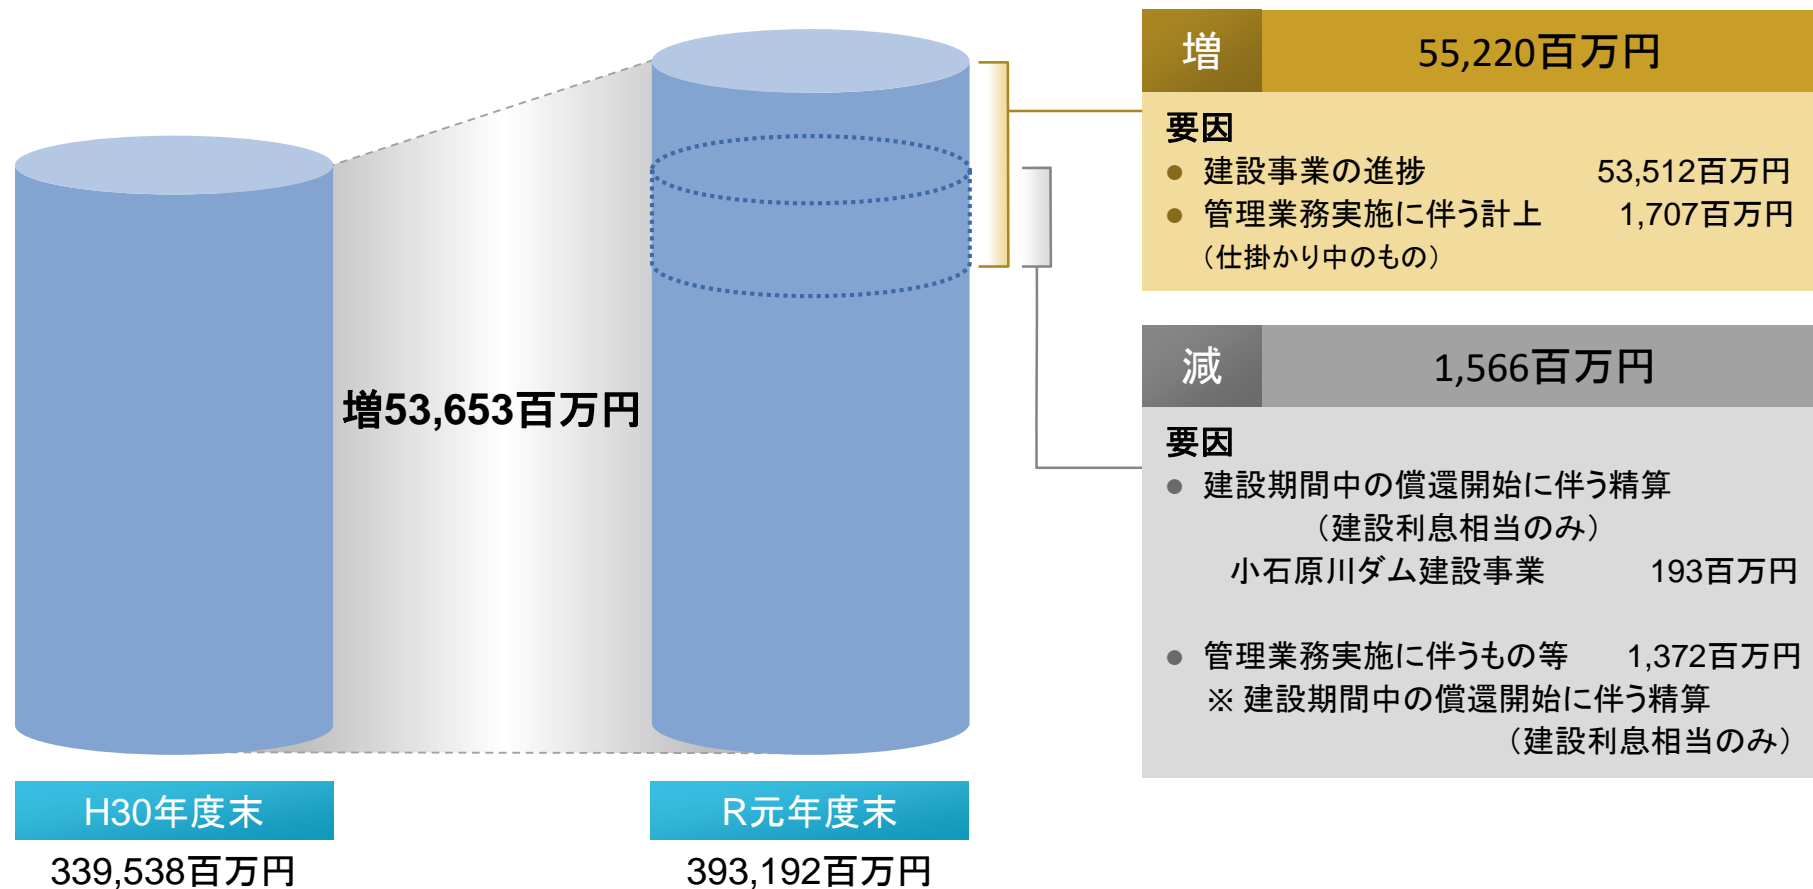 増53,653百万円
H30年度末
339,538百万円
R元年度末
393,192百万円
増 55,220百万円
要因
● 建設事業の進捗 53,512百万円
● 管理業務実施に伴う計上 1,707百万円
（仕掛かり中のもの）
減 1,566百万円
要因
● 建設期間中の償還開始に伴う精算
（建設利息相当のみ）
小石原川ダム建設事業 193百万円
● 管理業務実施に伴うもの等 1,372百万円
※ 建設期間中の償還開始に伴う精算
（建設利息相当のみ）